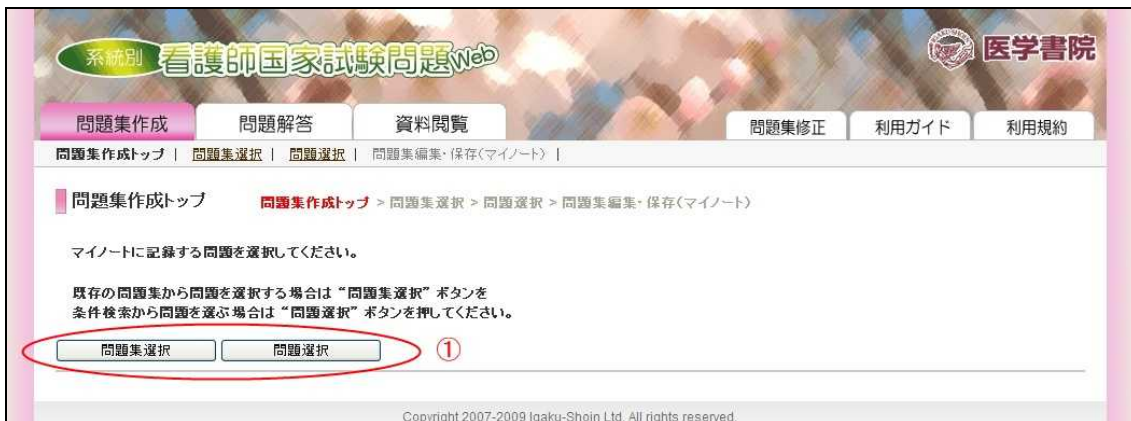 系統別 看護師国家試験問題Web
医学書院
問題集作成 問題解答 資料閲覧 問題集修正 利用ガイド 利用規約
問題集作成トップ | 問題集選択 | 問題選択 | 問題集編集・保存(マイノート) |
問題集作成トップ 問題集作成トップ > 問題集選択 > 問題選択 > 問題集編集・保存(マイノート)
マイノートに記録する問題を選択してください。
既存の問題集から問題を選択する場合は“問題集選択”ボタンを
条件検索から問題を選ぶ場合は“問題選択”ボタンを押してください。
問題集選択 問題選択 ①
Copyright 2007-2009 Igaku-Shoin Ltd. All rights reserved.